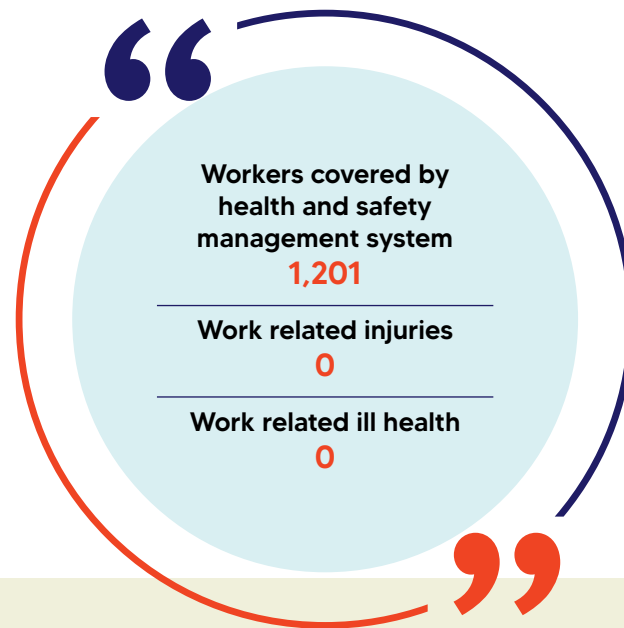 Workers covered by
health and safety
management system
1,201
Work related injuries
0
Work related ill health
0